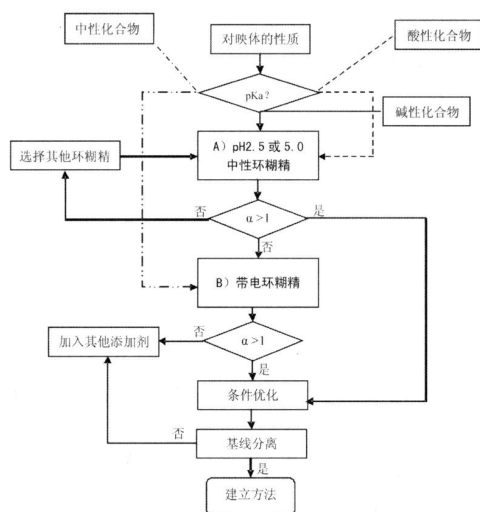 中性化合物
对映体的性质
酸性化合物
pKa?
碱性化合物
选择其他环糊精
A) pH2.5 或 5.0
中性环糊精
否
α>1
是
否
B) 带电环糊精
加入其他添加剂
否
α>1
是
条件优化
否
基线分离
是
建立方法